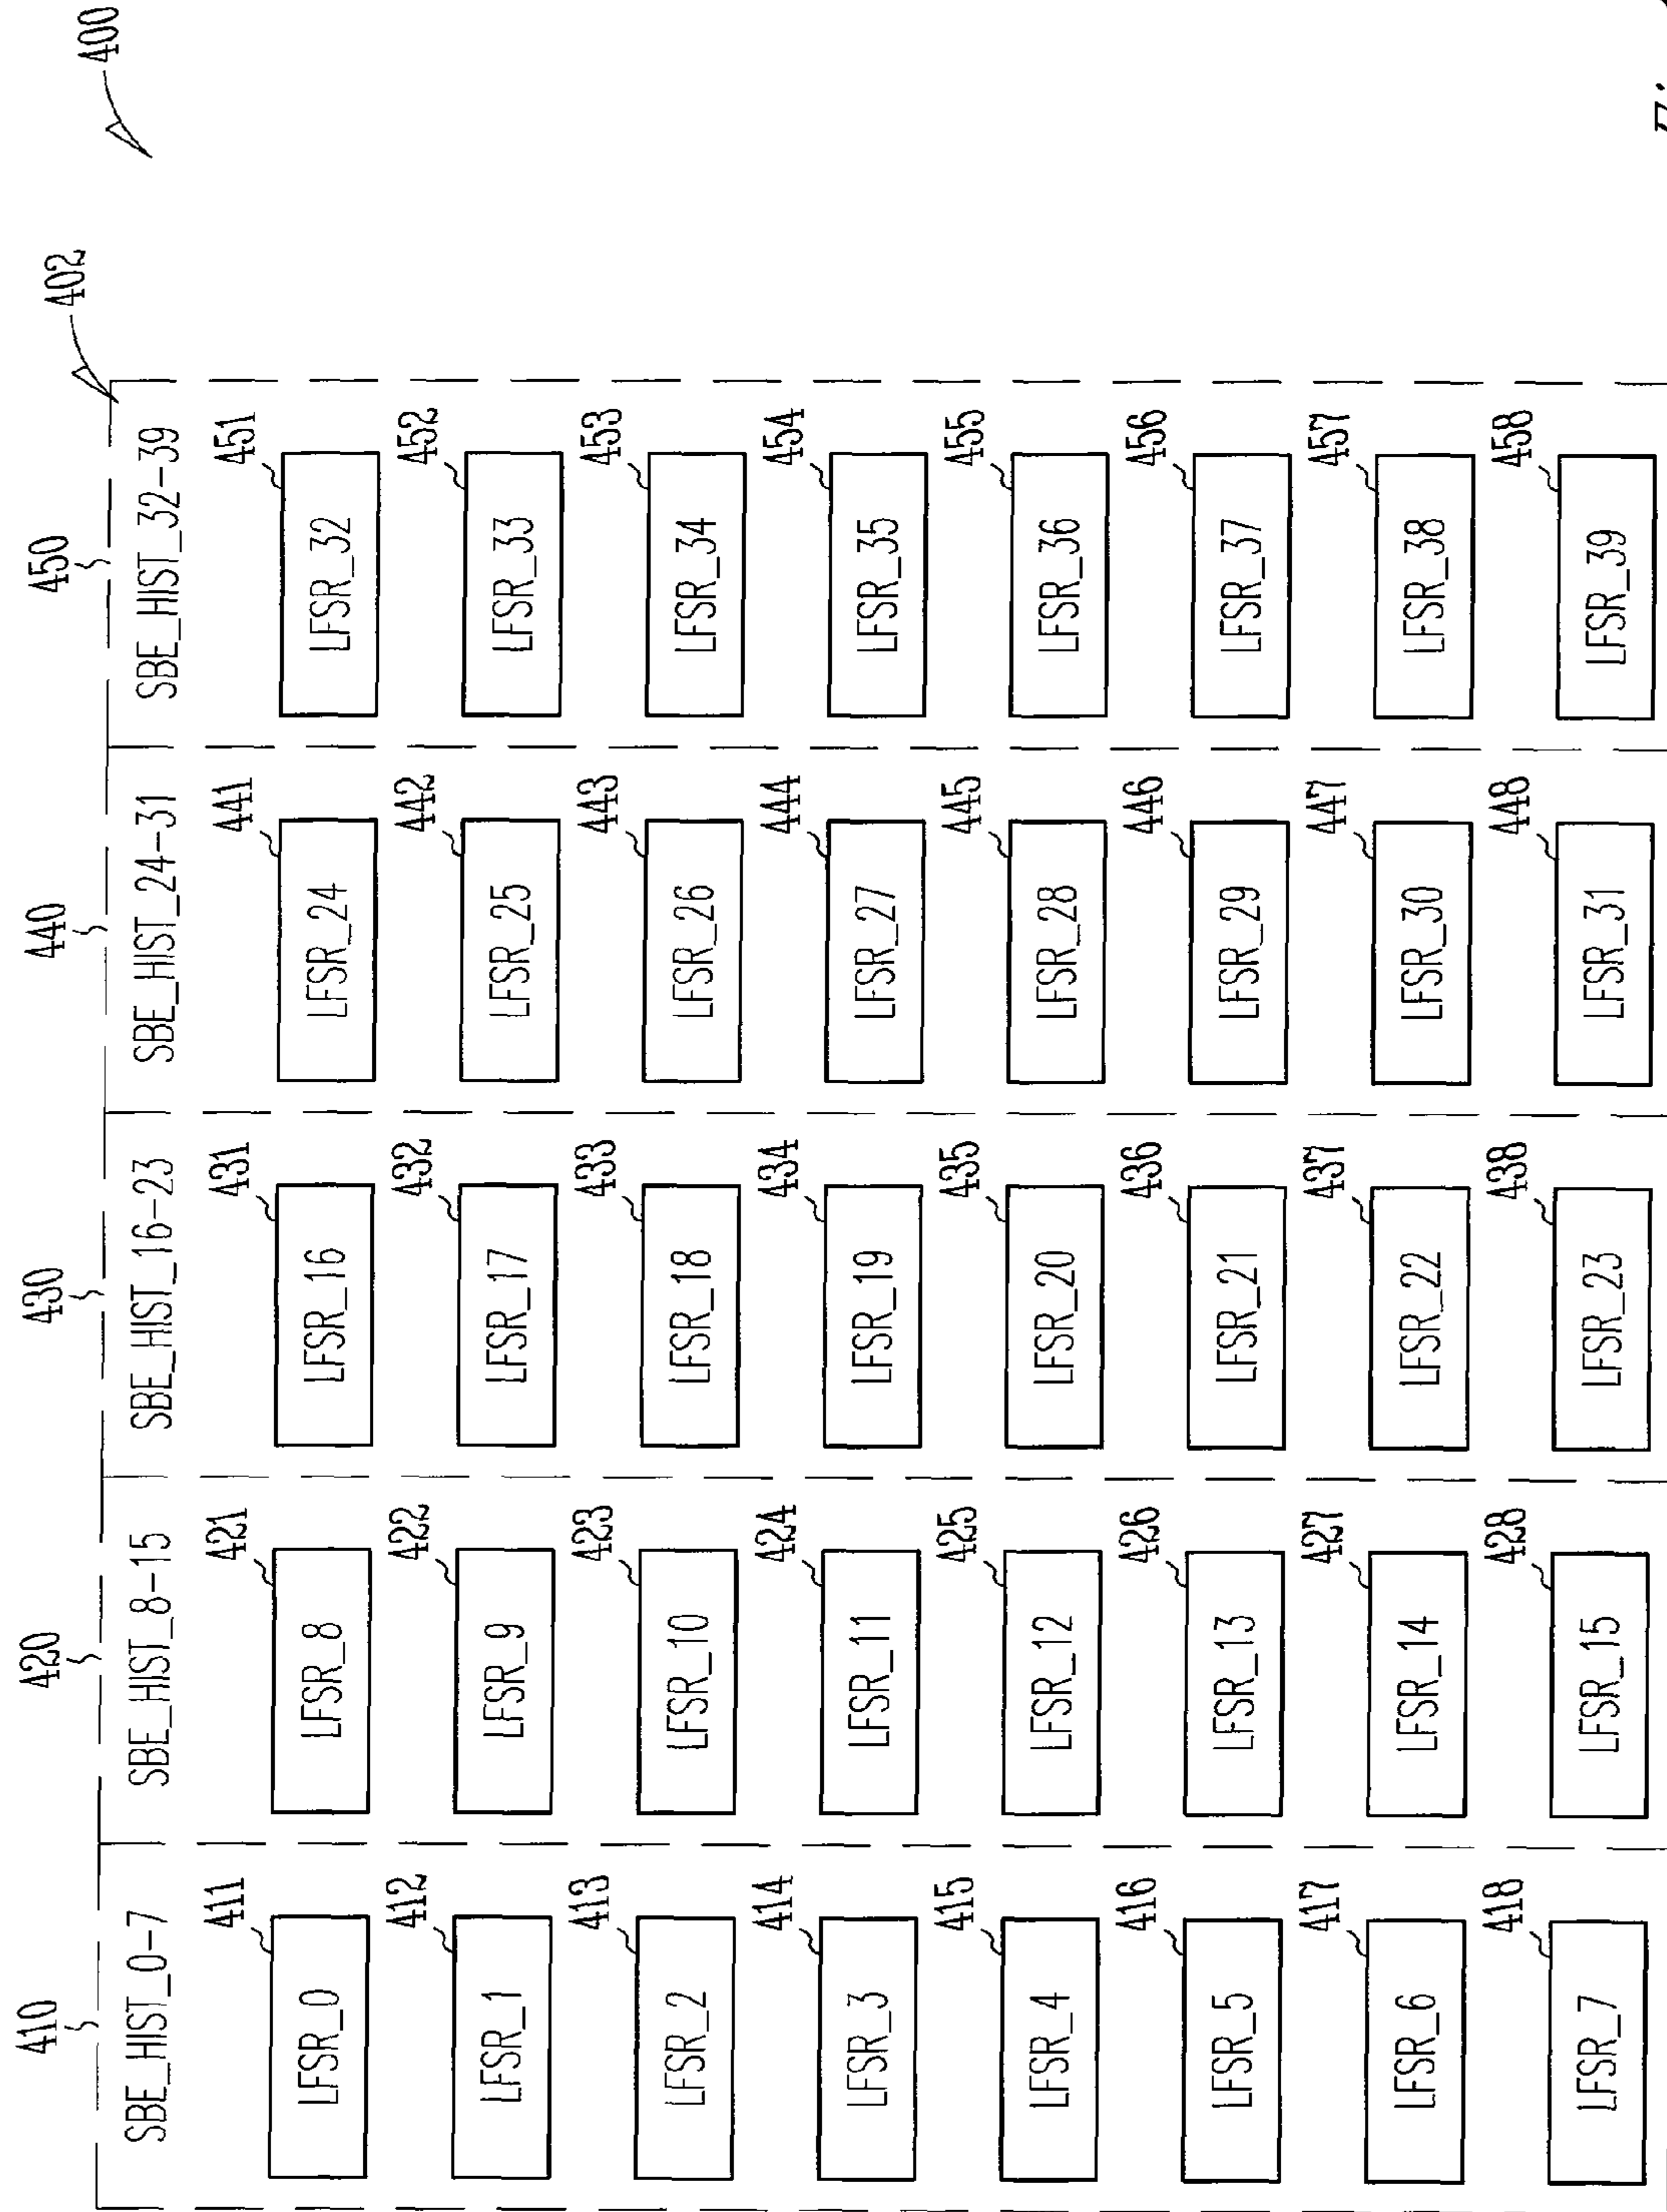 400
402
410 420 430 440 450
SBE_HIST_0-7 SBE_HIST_8-15 SBE_HIST_16-23 SBE_HIST_24-31 SBE_HIST_32-39
411 421 431 441 451
LFSR_0 LFSR_8 LFSR_16 LFSR_24 LFSR_32
412 422 432 442 452
LFSR_1 LFSR_9 LFSR_17 LFSR_25 LFSR_33
413 423 433 443 453
LFSR_2 LFSR_10 LFSR_18 LFSR_26 LFSR_34
414 424 434 444 454
LFSR_3 LFSR_11 LFSR_19 LFSR_27 LFSR_35
415 425 435 445 455
LFSR_4 LFSR_12 LFSR_20 LFSR_28 LFSR_36
416 426 436 446 456
LFSR_5 LFSR_13 LFSR_21 LFSR_29 LFSR_37
417 427 437 447 457
LFSR_6 LFSR_14 LFSR_22 LFSR_30 LFSR_38
418 428 438 448 458
LFSR_7 LFSR_15 LFSR_23 LFSR_31 LFSR_39